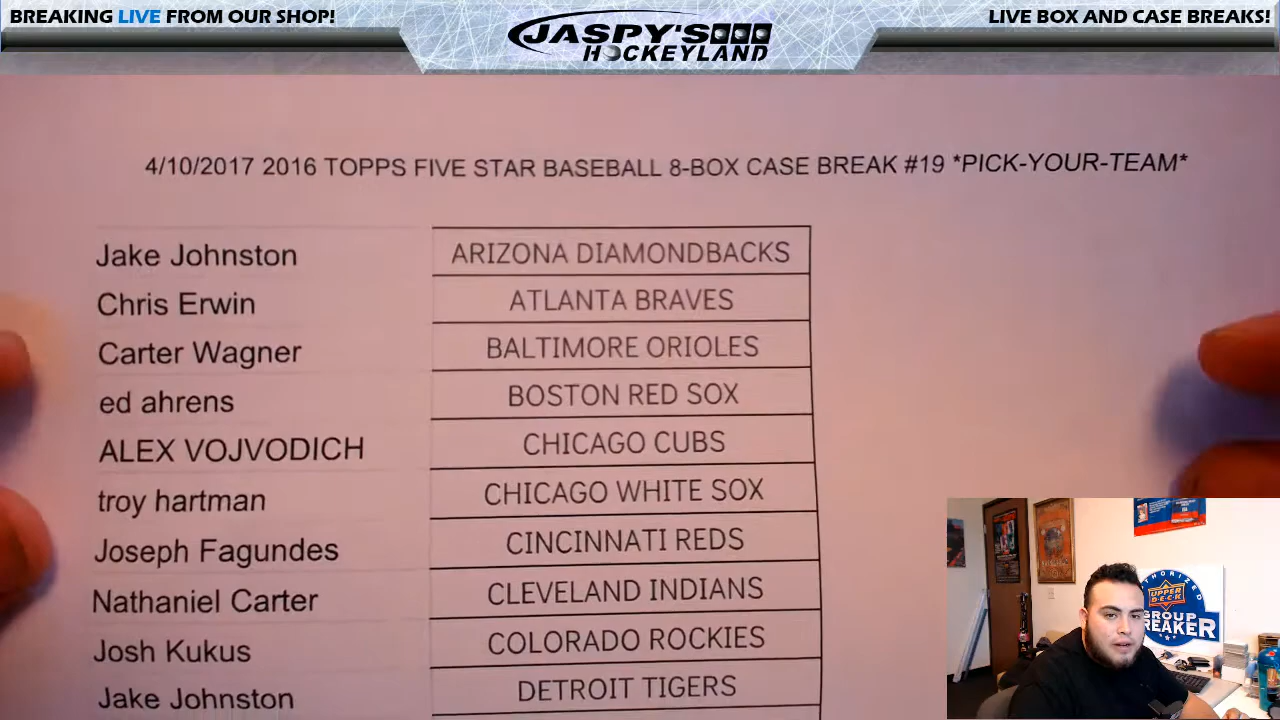 BREAKING LIVE FROM OUR SHOP!
JASPY'S
HOCKEYLAND
LIVE BOX AND CASE BREAKS!
4/10/2017 2016 TOPPS FIVE STAR BASEBALL 8-BOX CASE BREAK #19 *PICK-YOUR-TEAM*
Jake Johnston ARIZONA DIAMONDBACKS
Chris Erwin ATLANTA BRAVES
Carter Wagner BALTIMORE ORIOLES
ed ahrens BOSTON RED SOX
ALEX VOJVODICH CHICAGO CUBS
troy hartman CHICAGO WHITE SOX
Joseph Fagundes CINCINNATI REDS
Nathaniel Carter CLEVELAND INDIANS
Josh Kukus COLORADO ROCKIES
Jake Johnston DETROIT TIGERS
UPPER DECK
GROUP
BREAKER